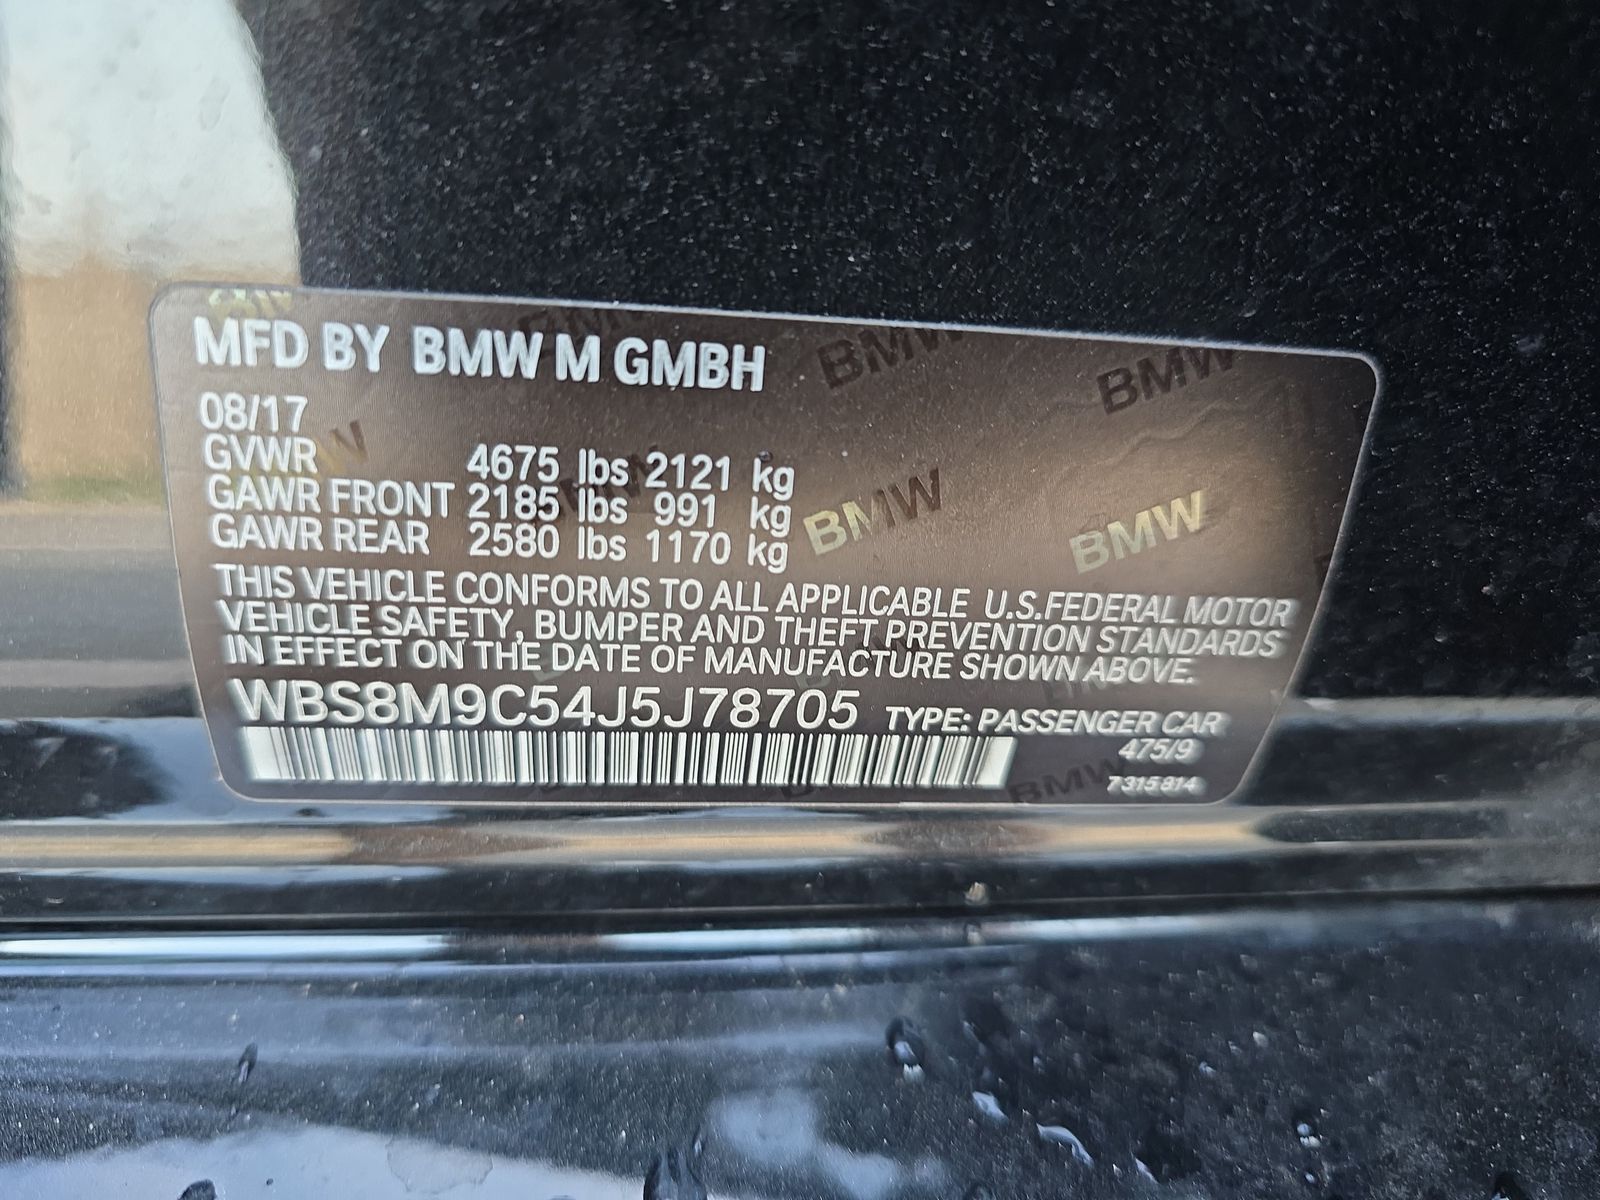 MFD BY BMW M GMBH
08/17
GVWR 4675 lbs 2121 kg
GAWR FRONT 2185 lbs 991 kg
GAWR REAR 2580 lbs 1170 kg
THIS VEHICLE CONFORMS TO ALL APPLICABLE U.S.FEDERAL MOTOR
VEHICLE SAFETY, BUMPER AND THEFT PREVENTION STANDARDS
IN EFFECT ON THE DATE OF MANUFACTURE SHOWN ABOVE.
WBS8M9C54J5J78705 TYPE: PASSENGER CAR
475/9
7315814
BMW
BMW
BMW
BMW
BMW